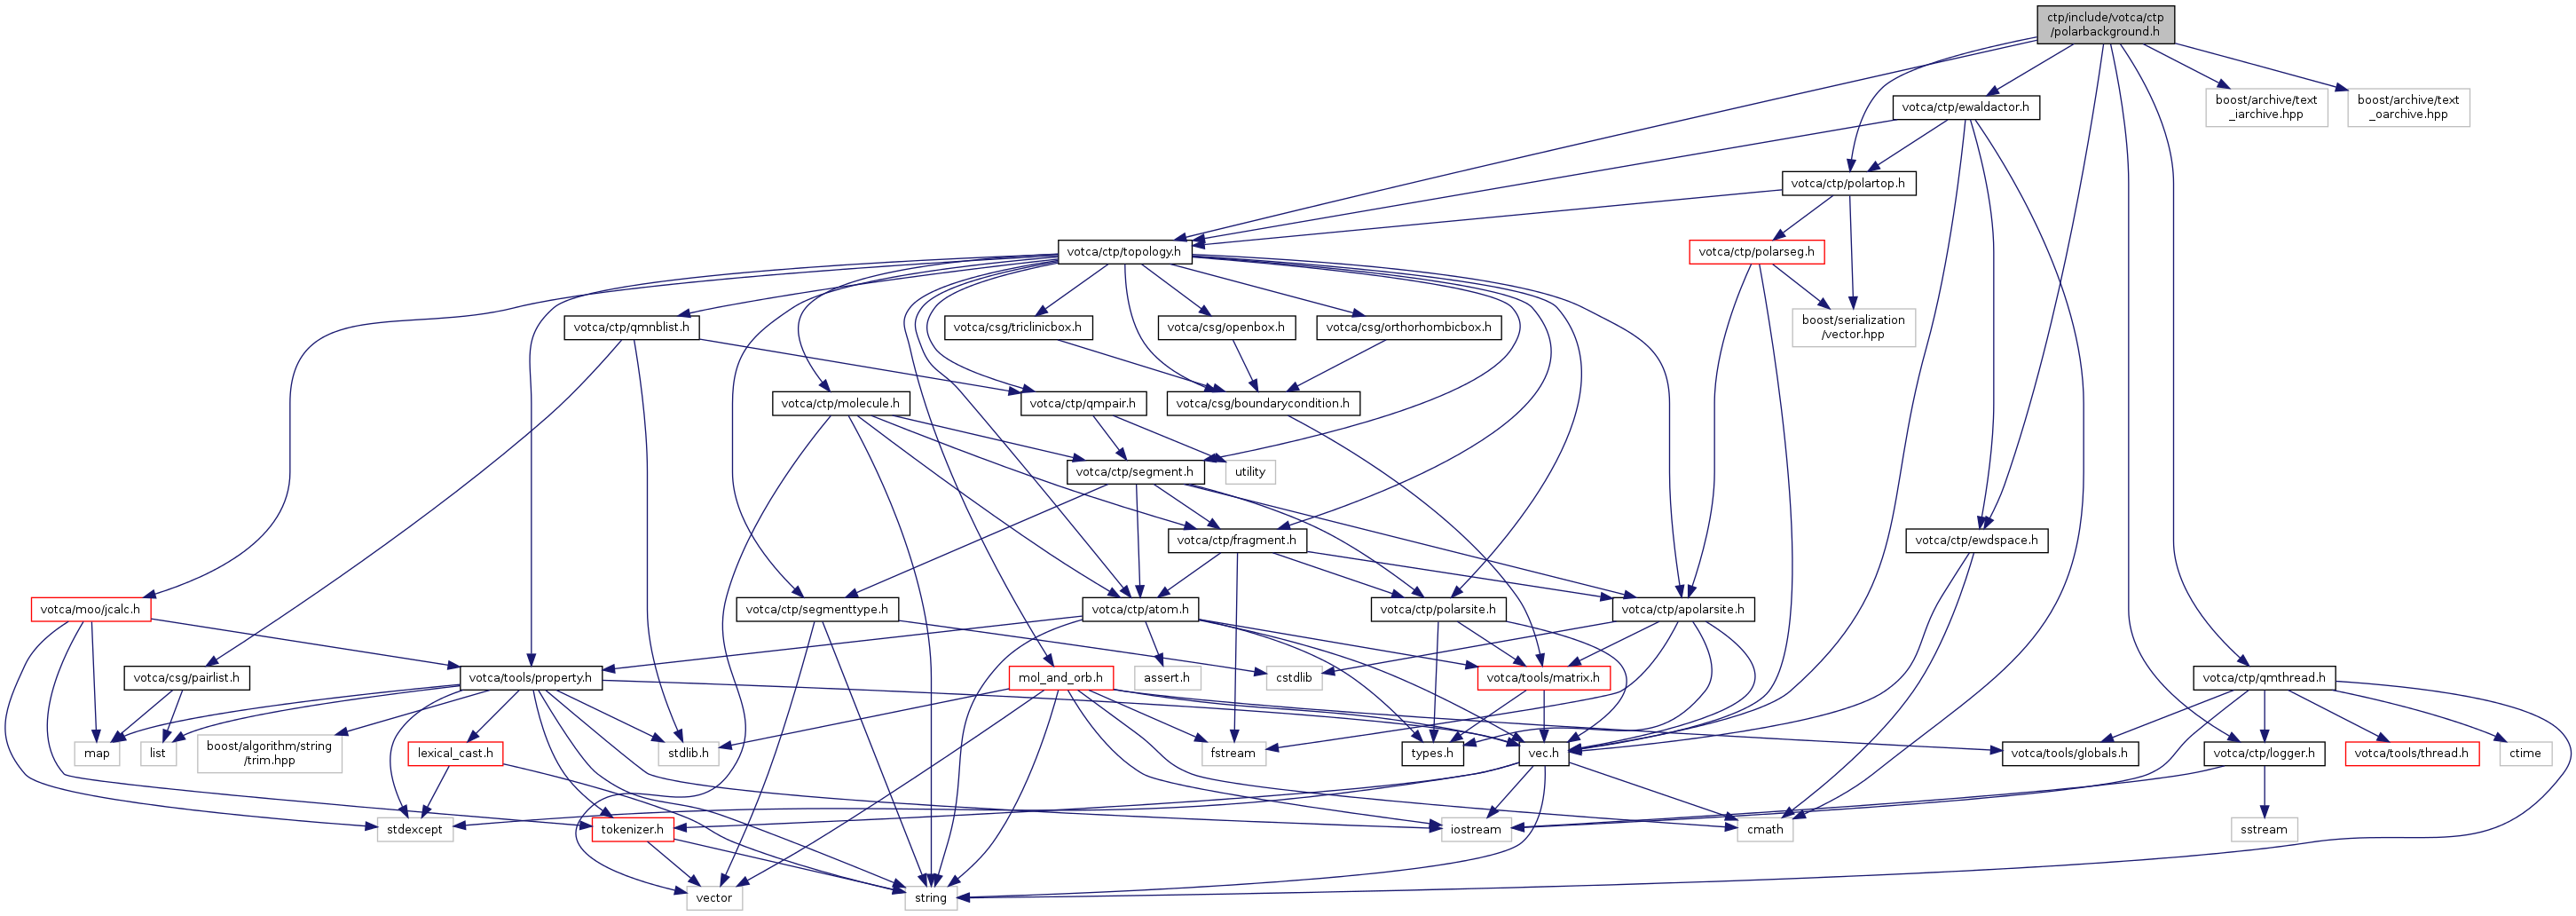 ctp/include/votca/ctp
/polarbackground.h
votca/ctp/ewaldactor.h
boost/archive/text
_iarchive.hpp
boost/archive/text
_oarchive.hpp
votca/ctp/polartop.h
votca/ctp/topology.h
votca/ctp/polarseg.h
votca/ctp/qmnblist.h
votca/csg/triclinicbox.h
votca/csg/openbox.h
votca/csg/orthorhombicbox.h
boost/serialization
/vector.hpp
votca/ctp/molecule.h
votca/ctp/qmpair.h
votca/csg/boundarycondition.h
votca/ctp/segment.h
utility
votca/ctp/fragment.h
votca/ctp/ewdspace.h
votca/moo/jcalc.h
votca/ctp/segmenttype.h
votca/ctp/atom.h
votca/ctp/polarsite.h
votca/ctp/apolarsite.h
votca/csg/pairlist.h
votca/tools/property.h
mol_and_orb.h
assert.h
cstdlib
votca/tools/matrix.h
votca/ctp/qmthread.h
map
list
boost/algorithm/string
/trim.hpp
lexical_cast.h
stdlib.h
fstream
types.h
vec.h
votca/tools/globals.h
votca/ctp/logger.h
votca/tools/thread.h
ctime
stdexcept
tokenizer.h
iostream
cmath
sstream
vector
string